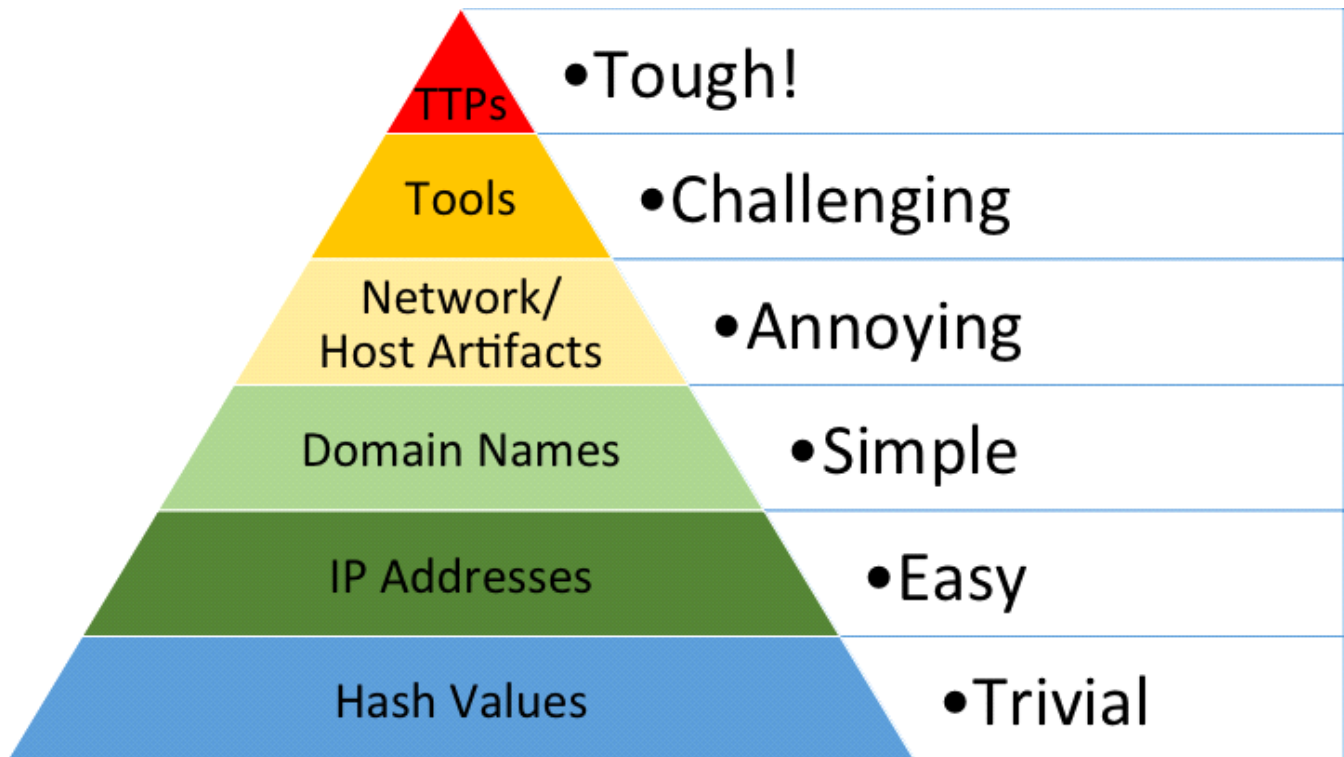 TTPs
•Tough!
Tools
•Challenging
Network/
Host Artifacts
•Annoying
Domain Names
•Simple
IP Addresses
•Easy
Hash Values
•Trivial